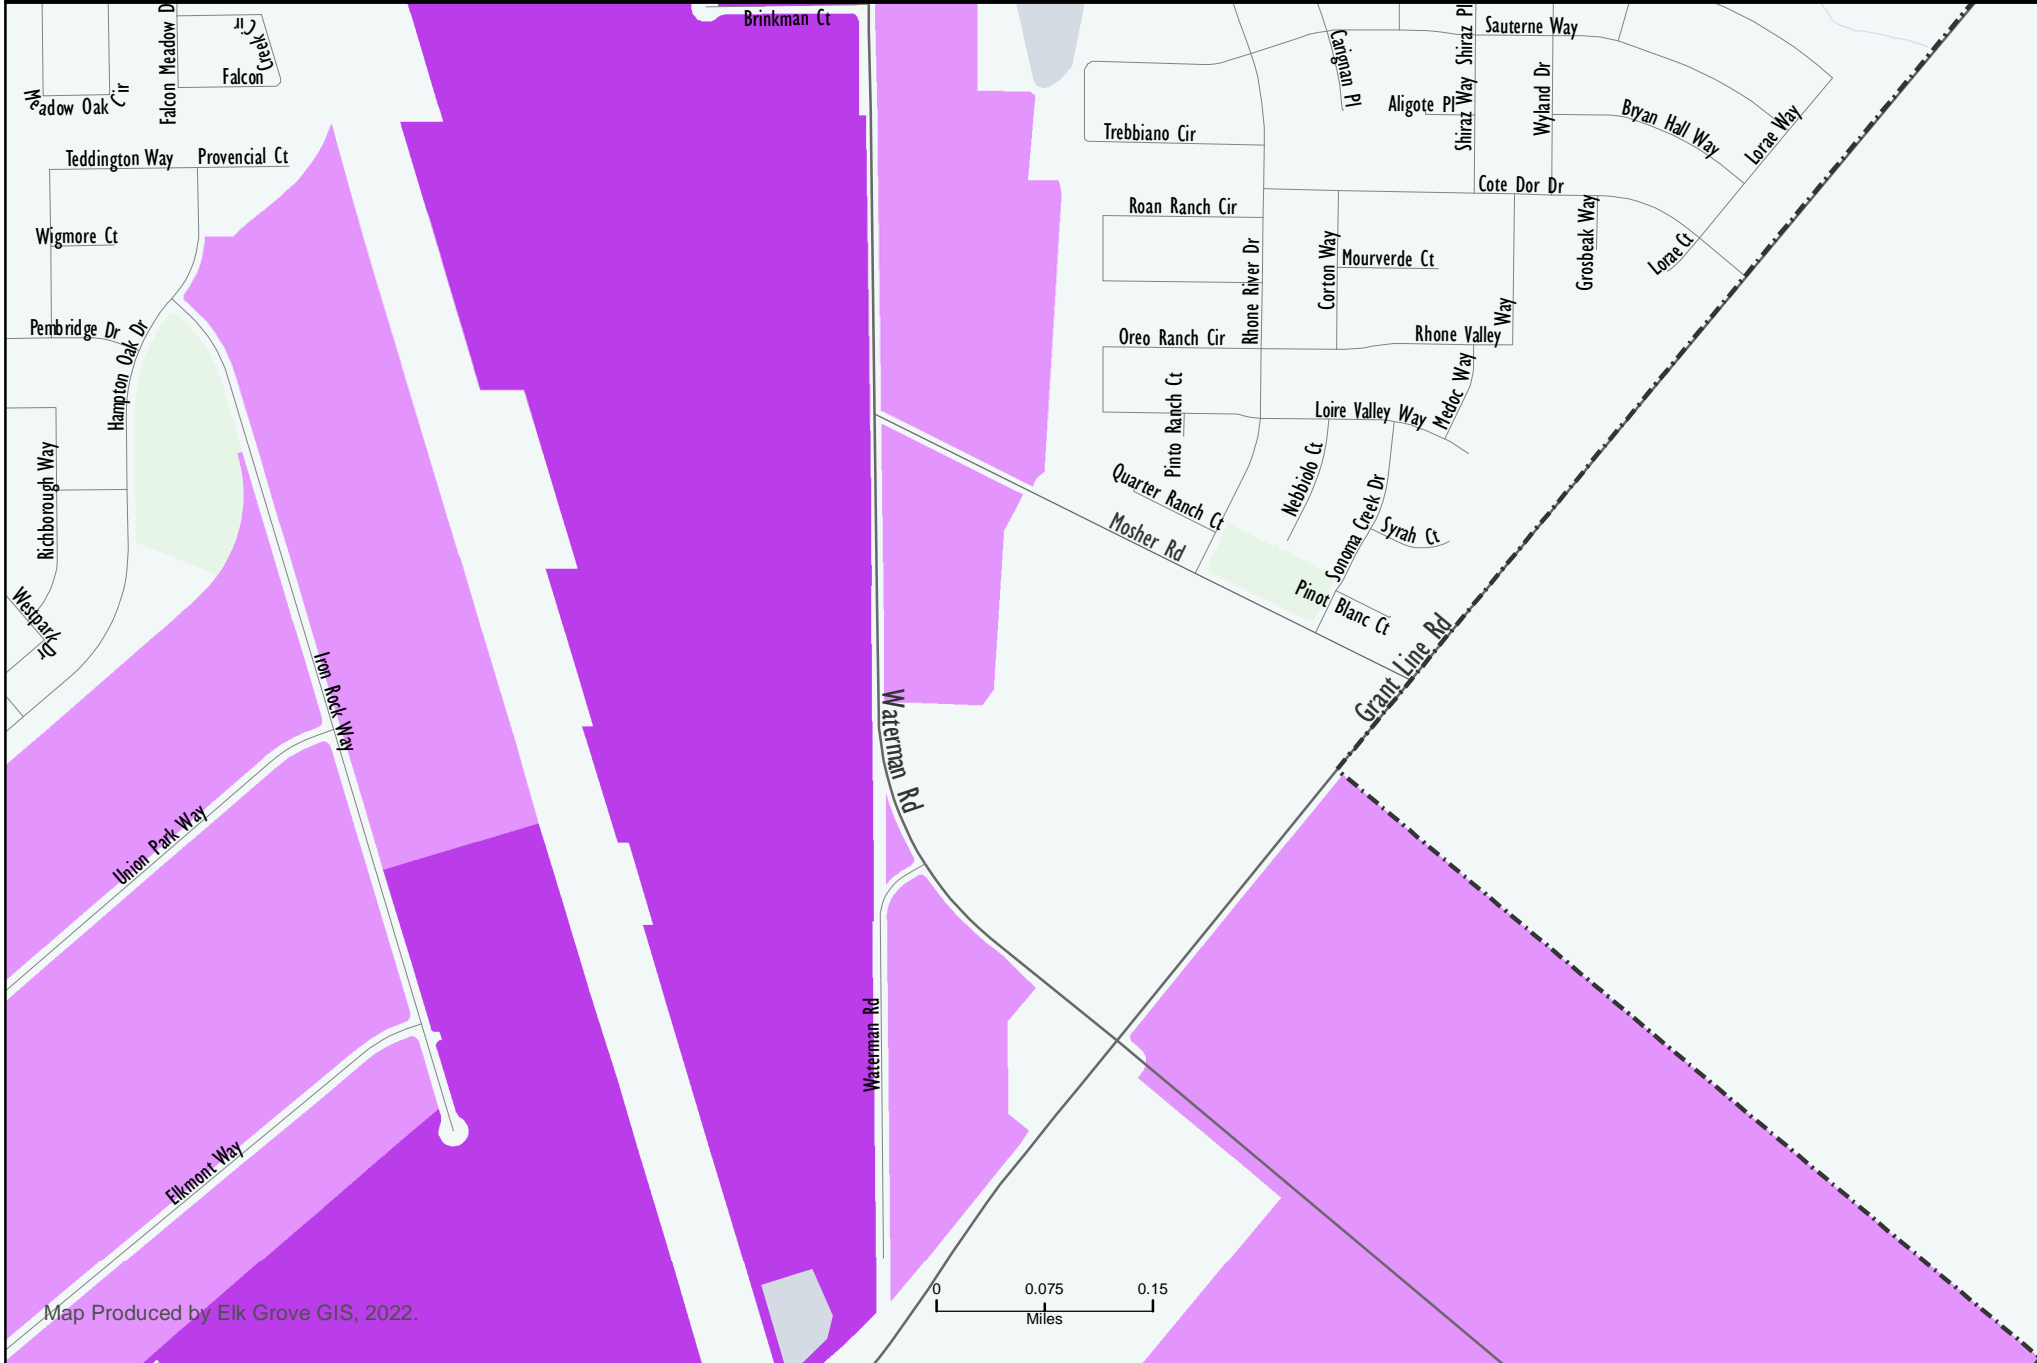 Brinkman Ct
Falcon Meadow D
Creek Cir
Falcon
Meadow Oak Cir
Carignan Pl
Shiraz Pl
Sauterne Way
Aligote Pl
Shiraz Way
Wyland Dr
Bryan Hall Way
Lorae Way
Trebbiano Cir
Teddington Way
Provencial Ct
Cote Dor Dr
Roan Ranch Cir
Grosbeak Way
Wigmore Ct
Rhone River Dr
Corton Way
Mourverde Ct
Lorae Ct
Pembridge Dr
Hampton Oak Dr
Oreo Ranch Cir
Rhone Valley Way
Medoc Way
Pinto Ranch Ct
Loire Valley Way
Richborough Way
Quarter Ranch Ct
Nebbiolo Ct
Sonoma Creek Dr
Syrah Ct
Mosher Rd
Pinot Blanc Ct
Westpark Dr
Grant Line Rd
Iron Rock Way
Waterman Rd
Union Park Way
Waterman Rd
Elkmont Way
Map Produced by Elk Grove GIS, 2022.
0 0.075 0.15
Miles